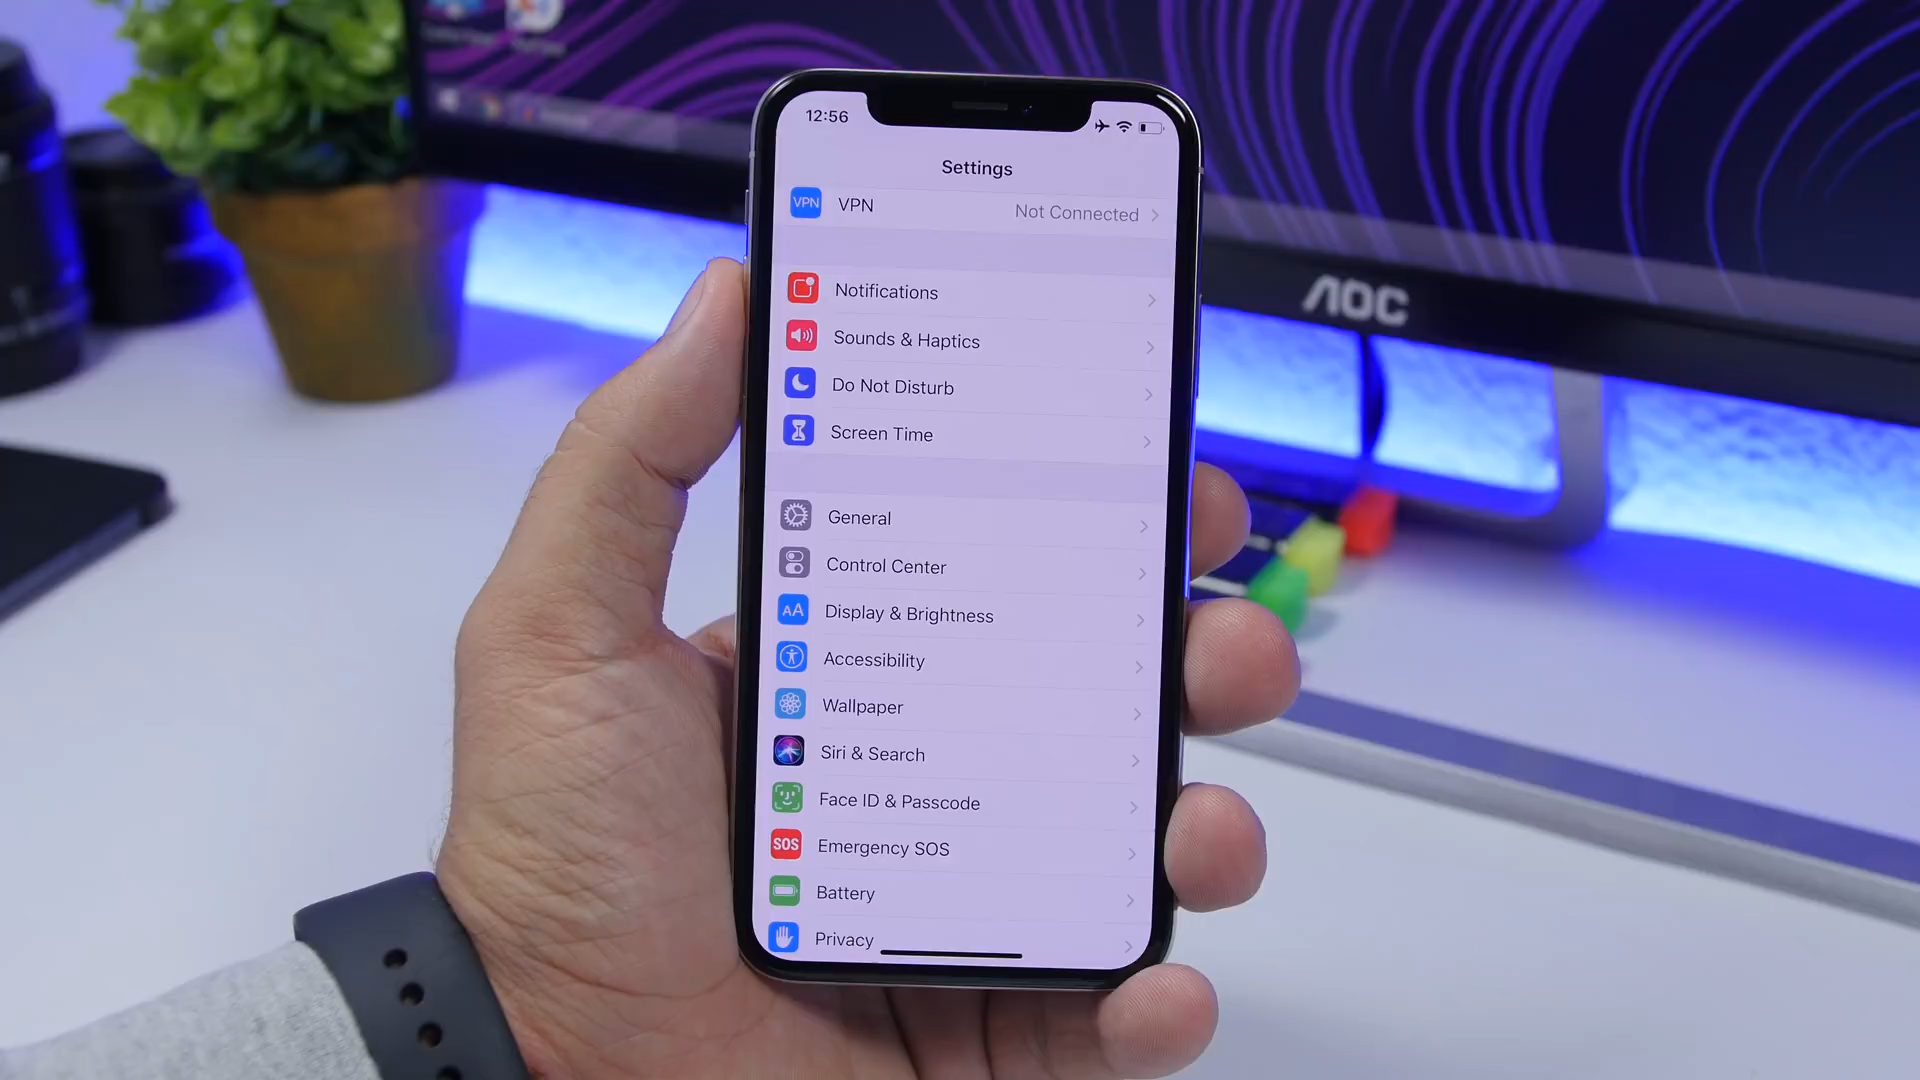 12:56
Settings
VPN VPN Not Connected
Notifications
Sounds & Haptics
Do Not Disturb
Screen Time
General
Control Center
AA Display & Brightness
Accessibility
Wallpaper
Siri & Search
Face ID & Passcode
SOS Emergency SOS
Battery
Privacy
AOC